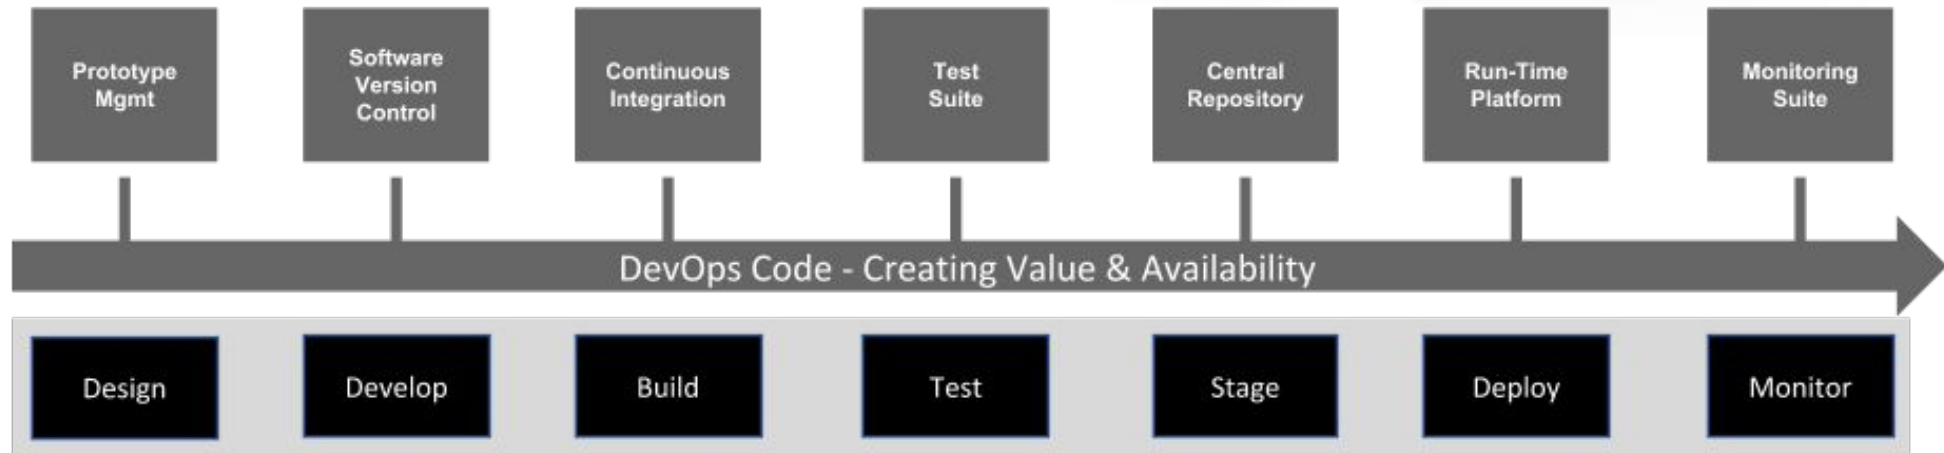 Prototype
Mgmt
Software
Version
Control
Continuous
Integration
Test
Suite
Central
Repository
Run-Time
Platform
Monitoring
Suite
DevOps Code - Creating Value & Availability
Design
Develop
Build
Test
Stage
Deploy
Monitor